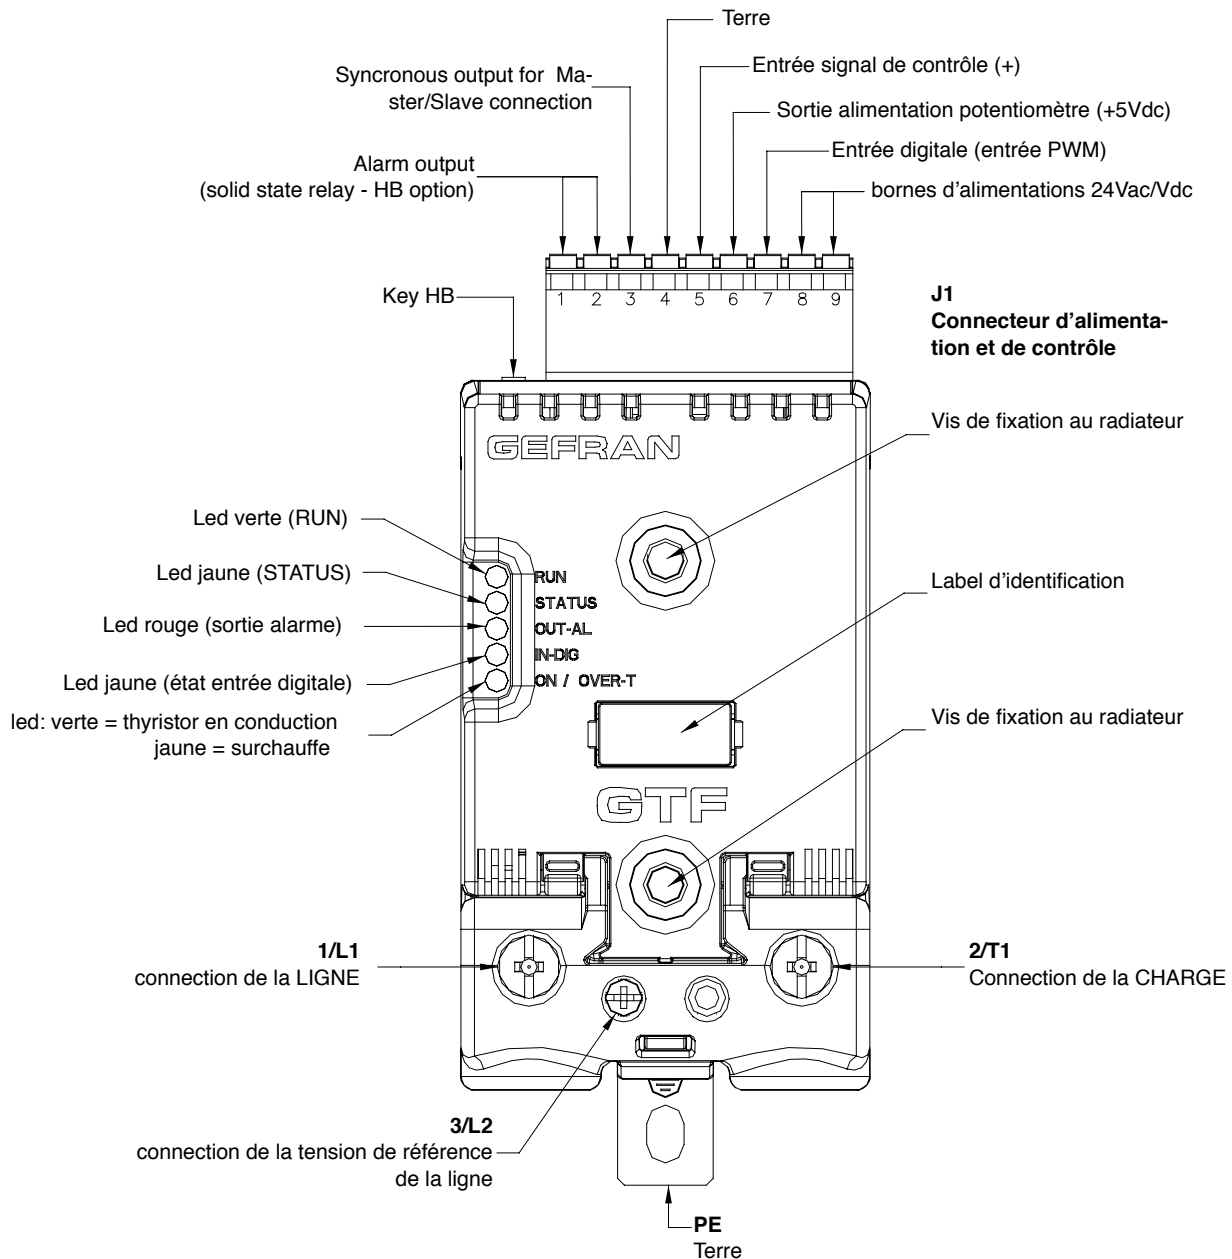 Terre
Syncronous output for Ma-
ster/Slave connection
Entrée signal de contrôle (+)
Sortie alimentation potentiomètre (+5Vdc)
Alarm output
(solid state relay - HB option)
Entrée digitale (entrée PWM)
bornes d’alimentations 24Vac/Vdc
Key HB
1 2 3 4 5 6 7 8 9
J1
Connecteur d’alimenta-
tion et de contrôle
GEFRAN
Vis de fixation au radiateur
Led verte (RUN)
RUN
Led jaune (STATUS)
STATUS
Label d’identification
Led rouge (sortie alarme)
OUT-AL
Led jaune (état entrée digitale)
IN-DIG
led: verte = thyristor en conduction
jaune = surchauffe
ON / OVER-T
Vis de fixation au radiateur
GTF
1/L1
connection de la LIGNE
2/T1
Connection de la CHARGE
3/L2
connection de la tension de référence
de la ligne
PE
Terre